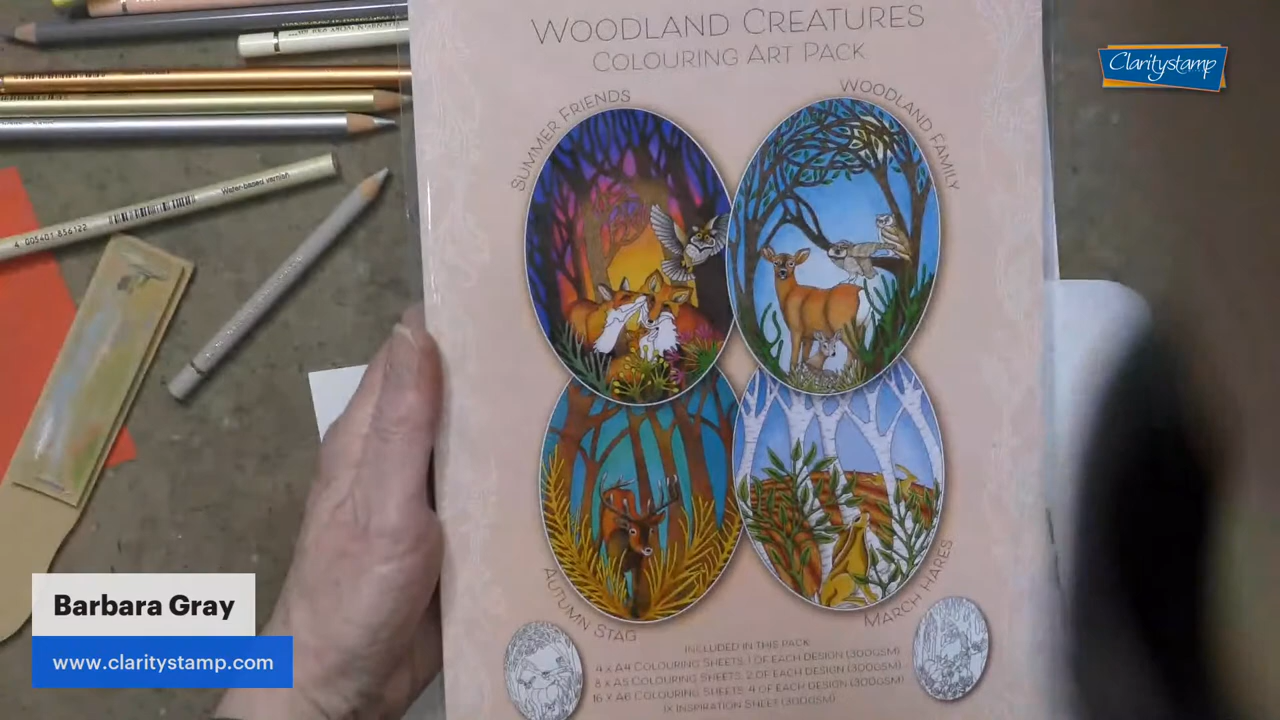 WOODLAND CREATURES
COLOURING ART PACK
Claritystamp
SUMMER FRIENDS
WOODLAND FAMILY
Water-based varnish
4 005401 856122
AUTUMN STAG
MARCH HARES
INCLUDED IN THIS PACK
4 X A4 COLOURING SHEETS, 1 OF EACH DESIGN (300GSM)
8 X A5 COLOURING SHEETS, 2 OF EACH DESIGN (300GSM)
16 X A6 COLOURING SHEETS, 4 OF EACH DESIGN (300GSM)
1X INSPIRATION SHEET (300GSM)
Barbara Gray
www.claritystamp.com